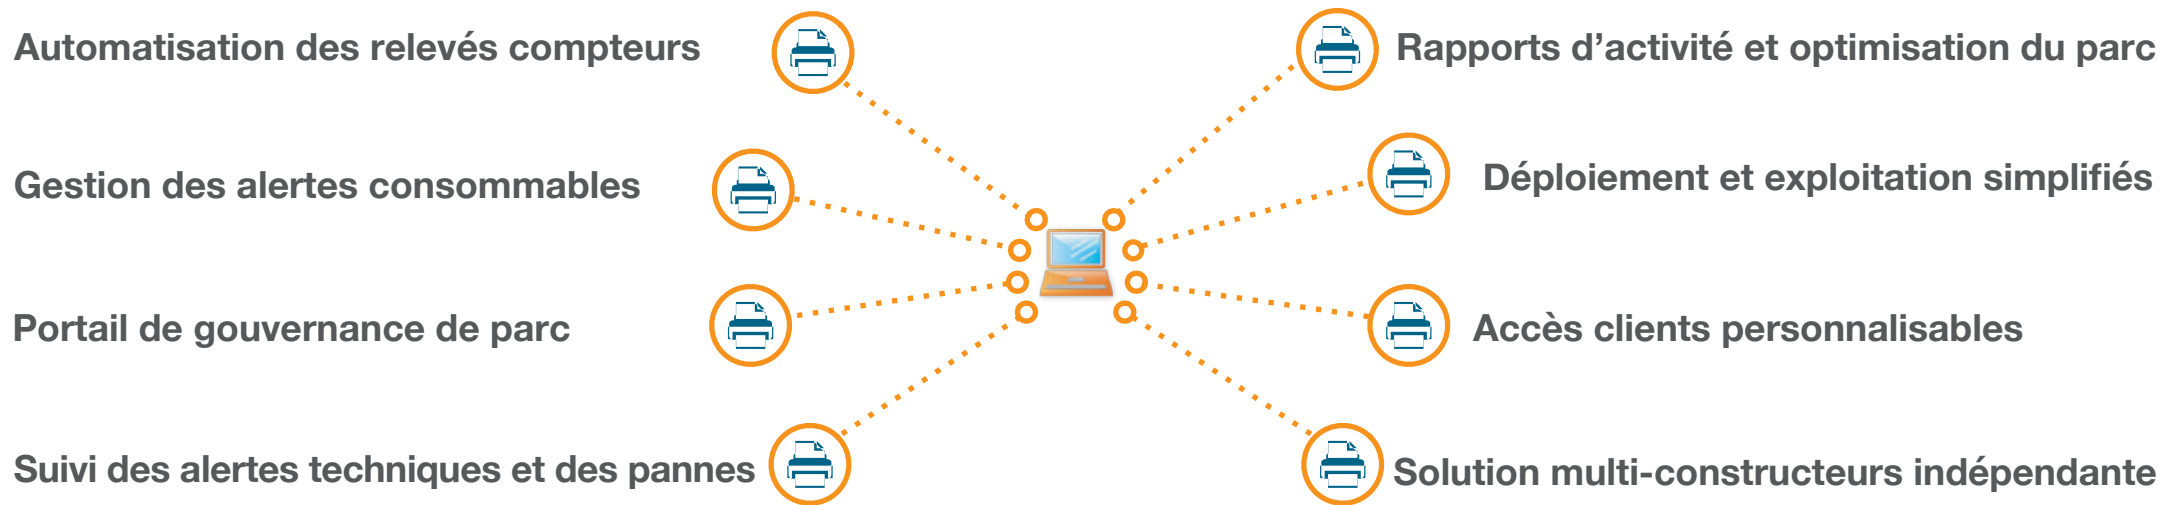 Automatisation des relevés compteurs
Rapports d’activité et optimisation du parc
Gestion des alertes consommables
Déploiement et exploitation simplifiés
Portail de gouvernance de parc
Accès clients personnalisables
Suivi des alertes techniques et des pannes
Solution multi-constructeurs indépendante